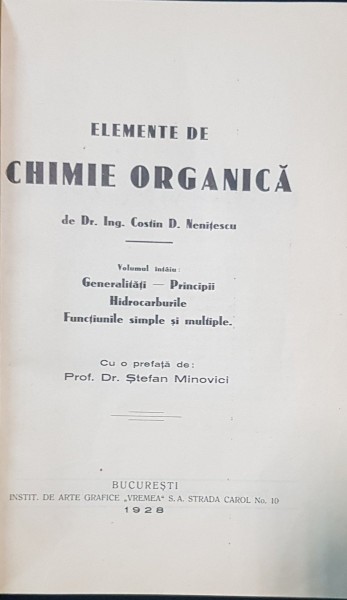 ELEMENTE DE
CHIMIE ORGANICĂ
de Dr. Ing. Costin D. Nenițescu
Volumul întâiu:
Generalități — Principii
Hidrocarburile
Funcțiunile simple și multiple.
Cu o prefață de:
Prof. Dr. Ștefan Minovici
BUCUREȘTI
INSTIT. DE ARTE GRAFICE „VREMEA“ S. A. STRADA CAROL No. 10
1928